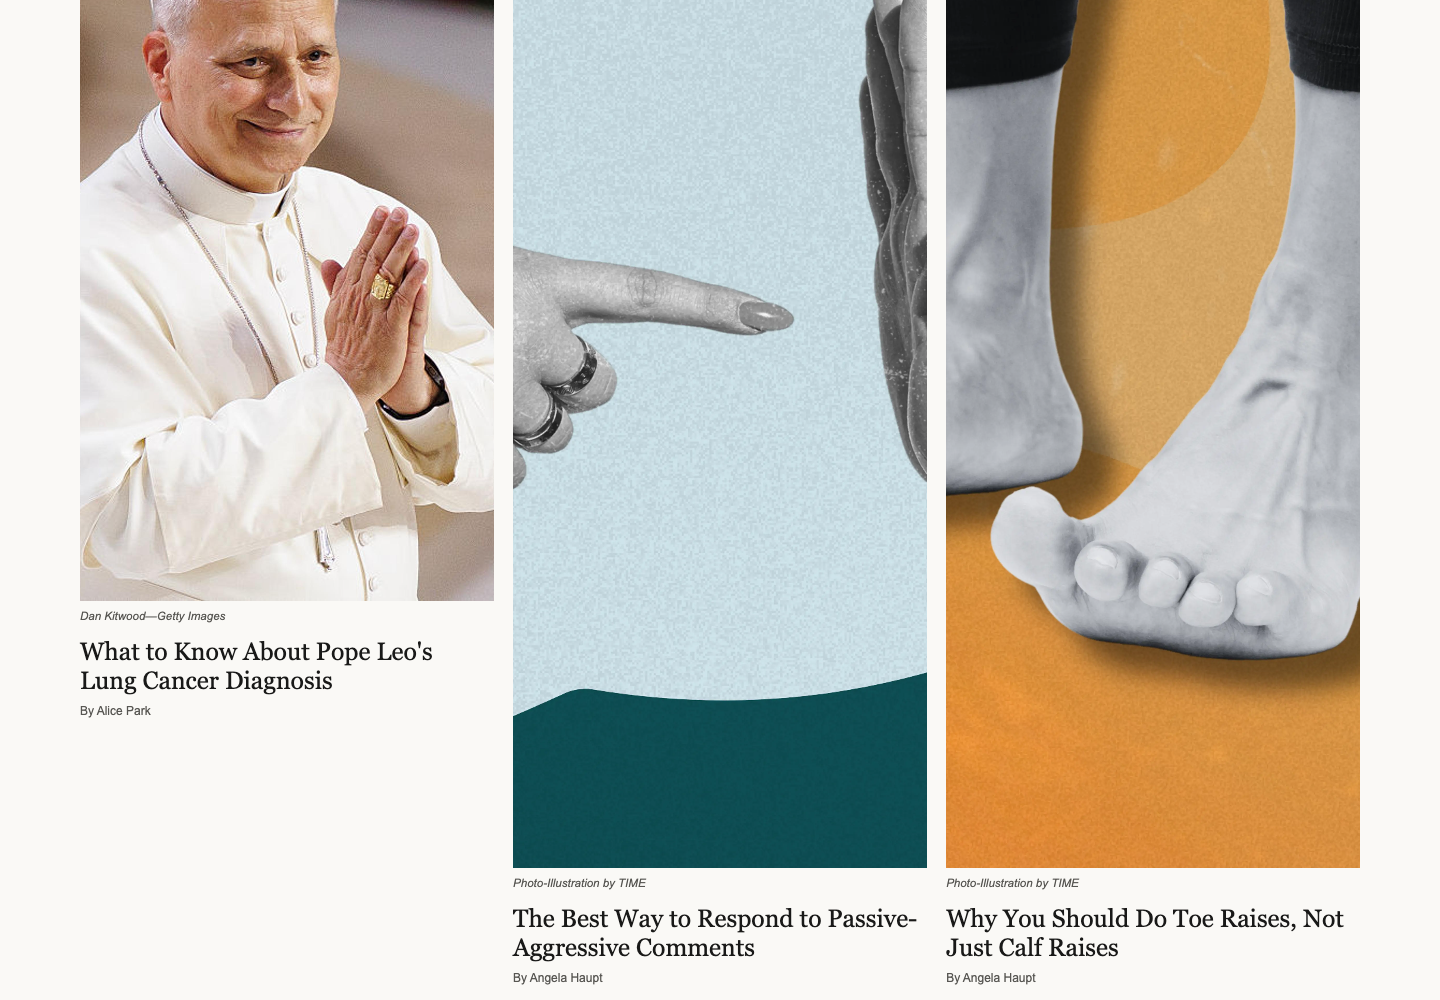 Dan Kitwood—Getty Images
What to Know About Pope Leo's
Lung Cancer Diagnosis
By Alice Park
Photo-Illustration by TIME
The Best Way to Respond to Passive-
Aggressive Comments
By Angela Haupt
Photo-Illustration by TIME
Why You Should Do Toe Raises, Not
Just Calf Raises
By Angela Haupt